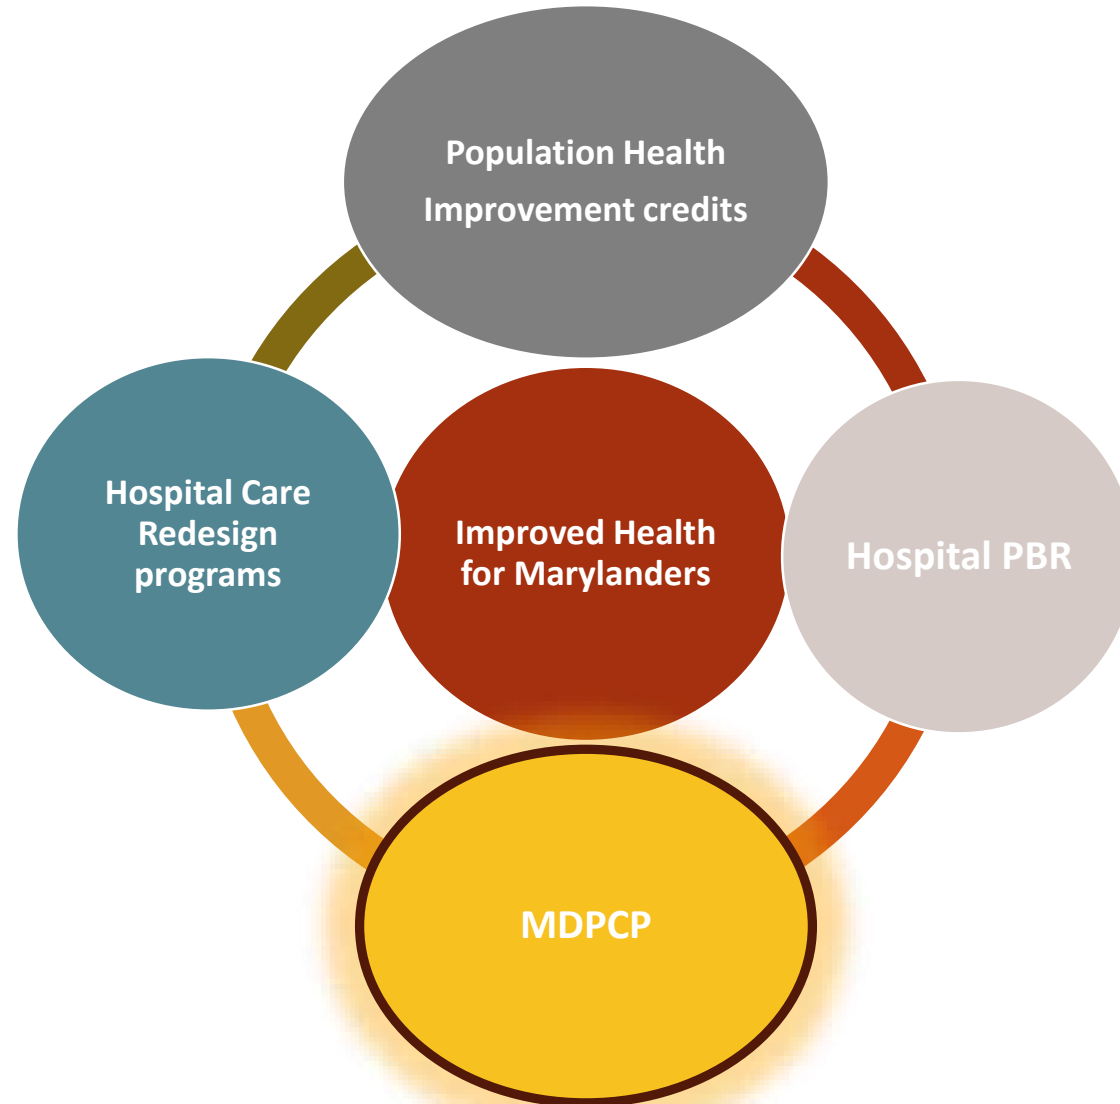 Population Health
Improvement credits
Hospital Care
Redesign
programs
Improved Health
for Marylanders
Hospital PBR
MDPCP